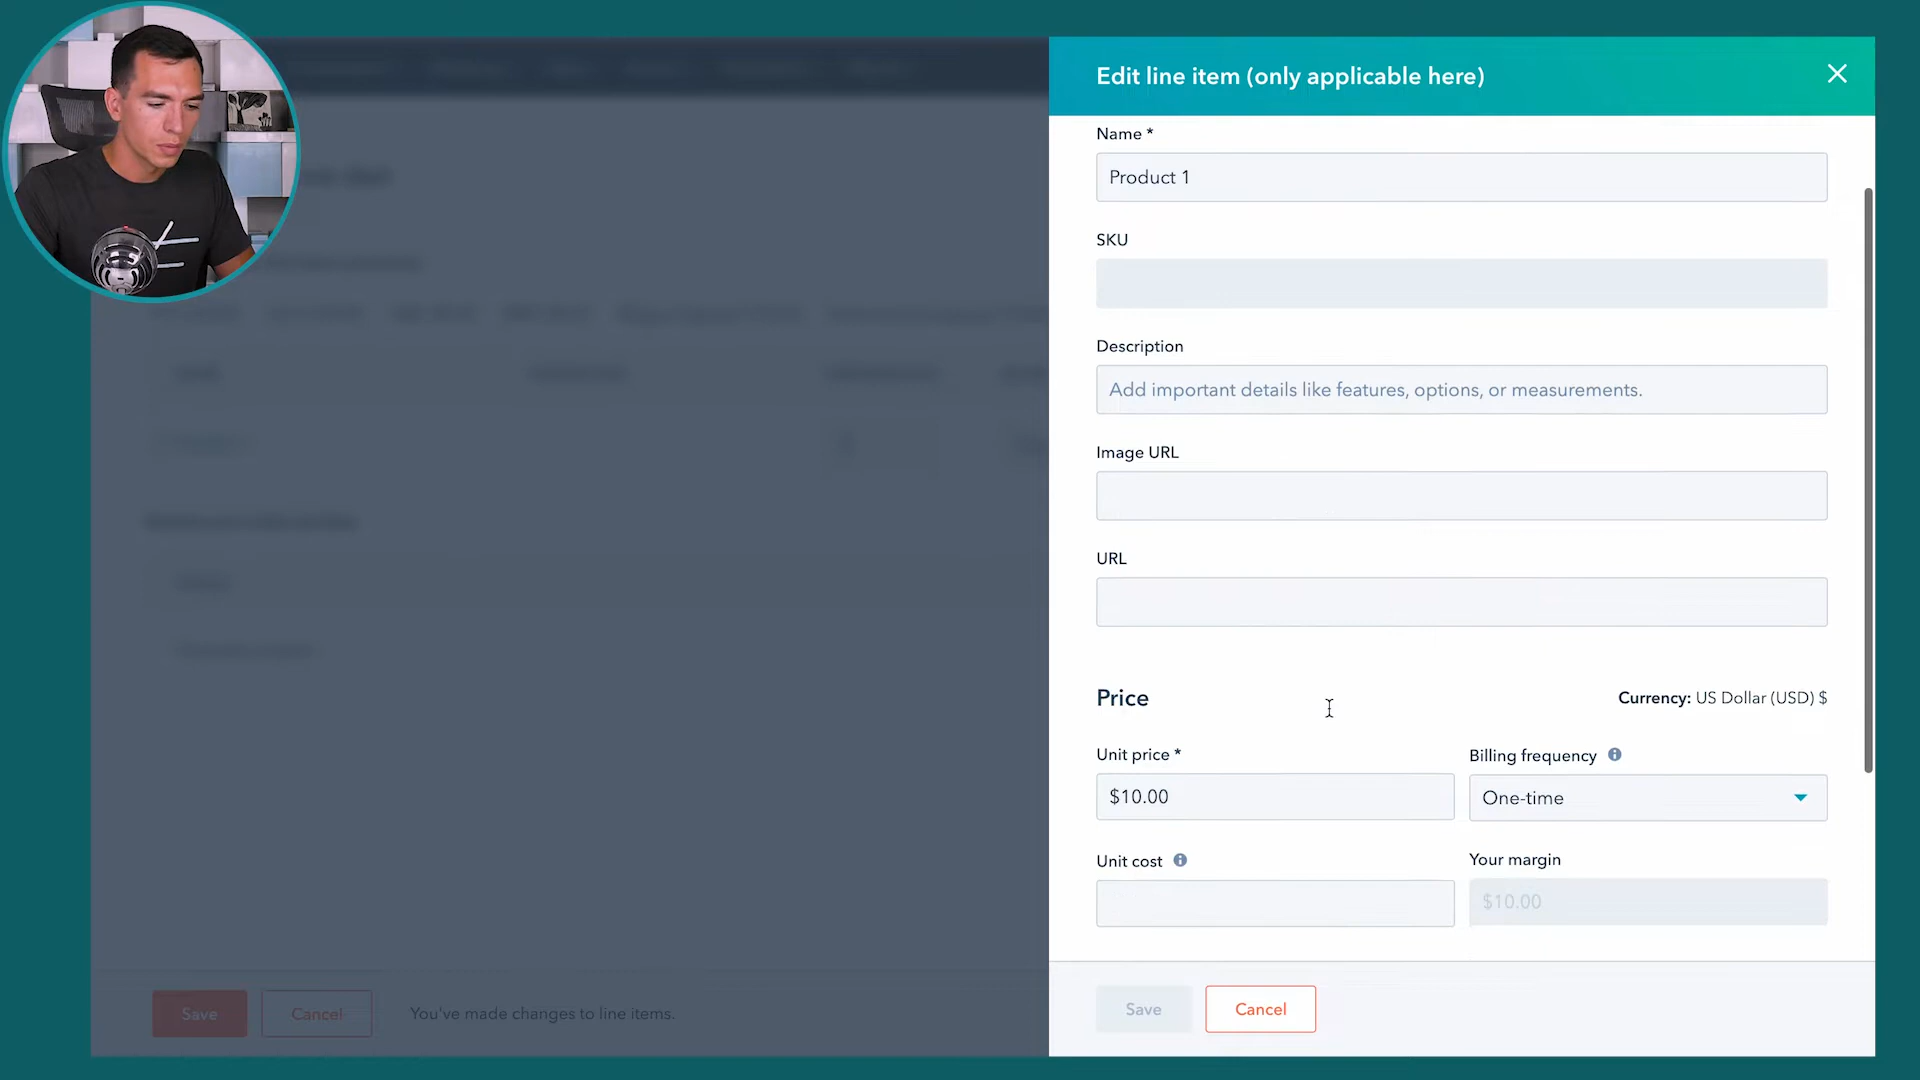 Edit line item (only applicable here)
Name *
Product 1
SKU
Description
Add important details like features, options, or measurements.
Image URL
URL
Price
Currency: US Dollar (USD) $
Unit price *
Billing frequency
$10.00
One-time
Unit cost
Your margin
$10.00
Save
Cancel
Save
Cancel
You've made changes to line items.